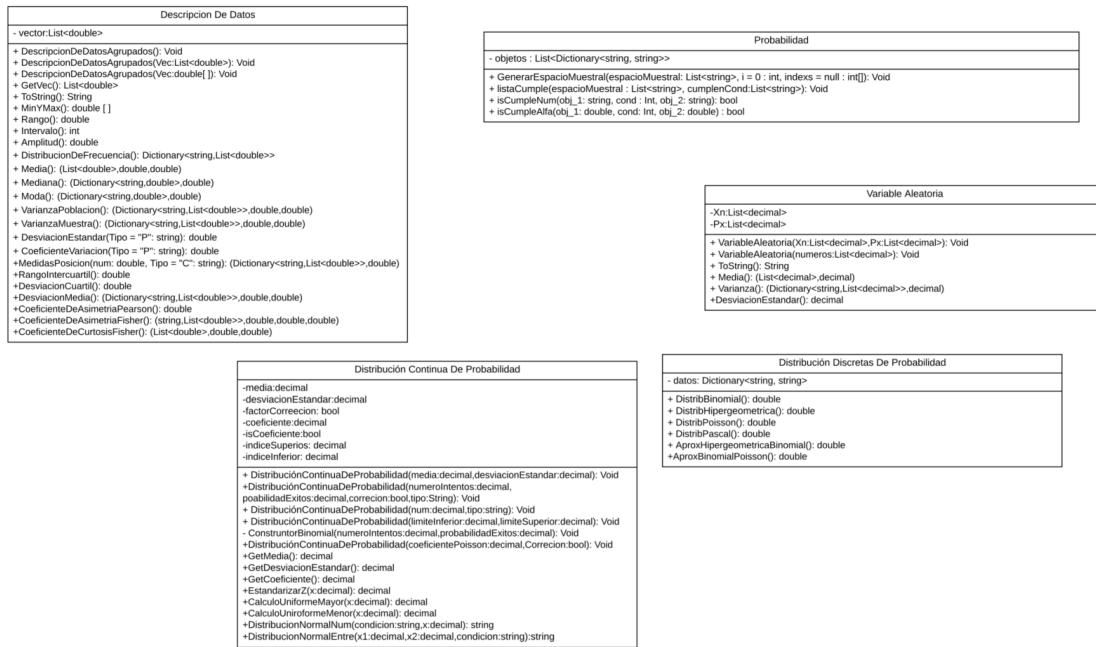 Descripcion De Datos
- vector:List<double>
+ DescripcionDeDatosAgrupados(): Void
+ DescripcionDeDatosAgrupados(Vec:List<double>): Void
+ DescripcionDeDatosAgrupados(Vec:double[ ]): Void
+ GetVec(): List<double>
+ ToString(): String
+ MinYMax(): double [ ]
+ Rango(): double
+ Intervalo(): int
+ Amplitud(): double
+ DistribucionDeFrecuencia(): Dictionary<string,List<double>>
+ Media(): (List<double>,double,double)
+ Mediana(): (Dictionary<string,double>,double)
+ Moda(): (Dictionary<string,double>,double)
+ VarianzaPoblacion(): (Dictionary<string,List<double>>,double,double)
+ VarianzaMuestra(): (Dictionary<string,List<double>>,double,double)
+ DesviacionEstandar(Tipo = "P": string): double
+ CoeficienteVariacion(Tipo = "P": string): double
+MedidasPosicion(num: double, Tipo = "C": string): (Dictionary<string,List<double>>,double)
+RangoIntercuartil(): double
+DesviacionCuartil(): double
+DesviacionMedia(): (Dictionary<string,List<double>>,double,double)
+CoeficienteDeAsimetriaPearson(): double
+CoeficienteDeAsimetriaFisher(): (string,List<double>>,double,double,double)
+CoeficienteDeCurtosisFisher(): (List<double>,double,double)
Probabilidad
- objetos : List<Dictionary<string, string>>
+ GenerarEspacioMuestral(espacioMuestral: List<string>, i = 0 : int, indexs = null : int[]): Void
+ listaCumple(espacioMuestral : List<string>, cumplenCond:List<string>): Void
+ isCumpleNum(obj_1: string, cond : Int, obj_2: string): bool
+ isCumpleAlfa(obj_1: double, cond: Int, obj_2: double) : bool
Variable Aleatoria
-Xn:List<decimal>
-Px:List<decimal>
+ VariableAleatoria(Xn:List<decimal>,Px:List<decimal>): Void
+ VariableAleatoria(numeros:List<decimal>): Void
+ ToString(): String
+ Media(): (List<decimal>,decimal)
+ Varianza(): (Dictionary<string,List<decimal>>,decimal)
+DesviacionEstandar(): decimal
Distribución Continua De Probabilidad
-media:decimal
-desviacionEstandar:decimal
-factorCorreecion: bool
-coeficiente:decimal
-isCoeficiente:bool
-indiceSuperios: decimal
-indiceInferior: decimal
+ DistribuciónContinuaDeProbabilidad(media:decimal,desviacionEstandar:decimal): Void
+DistribuciónContinuaDeProbabilidad(numeroIntentos:decimal,
poabilidadExitos:decimal,correcion:bool,tipo:String): Void
+ DistribuciónContinuaDeProbabilidad(num:decimal,tipo:string): Void
+ DistribuciónContinuaDeProbabilidad(limiteInferior:decimal,limiteSuperior:decimal): Void
- ConstruntorBinomial(numeroIntentos:decimal,probabilidadExitos:decimal): Void
+DistribuciónContinuaDeProbabilidad(coeficientePoisson:decimal,Correcion:bool): Void
+GetMedia(): decimal
+GetDesviacionEstandar(): decimal
+GetCoeficiente(): decimal
+EstandarizarZ(x:decimal): decimal
+CalculoUniformeMayor(x:decimal): decimal
+CalculoUniroformeMenor(x:decimal): decimal
+DistribucionNormalNum(condicion:string,x:decimal): string
+DistribucionNormalEntre(x1:decimal,x2:decimal,condicion:string):string
Distribución Discretas De Probabilidad
- datos: Dictionary<string, string>
+ DistribBinomial(): double
+ DistribHipergeometrica(): double
+ DistribPoisson(): double
+ DistribPascal(): double
+ AproxHipergeometricaBinomial(): double
+AproxBinomialPoisson(): double